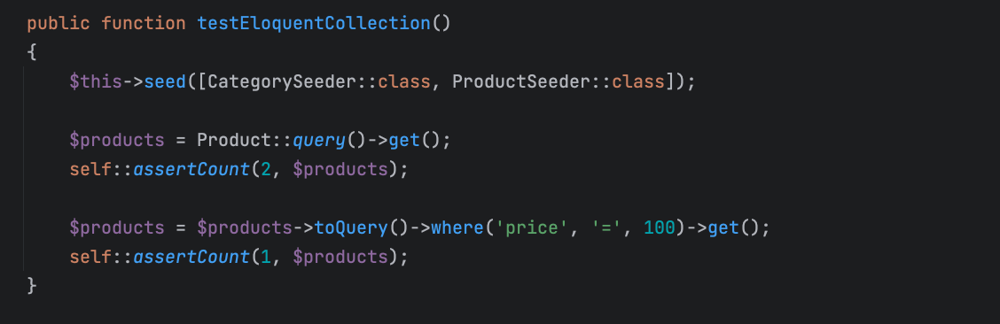 public function testEloquentCollection()
{
    $this->seed([CategorySeeder::class, ProductSeeder::class]);

    $products = Product::query()->get();
    self::assertCount(2, $products);

    $products = $products->toQuery()->where('price', '=', 100)->get();
    self::assertCount(1, $products);
}